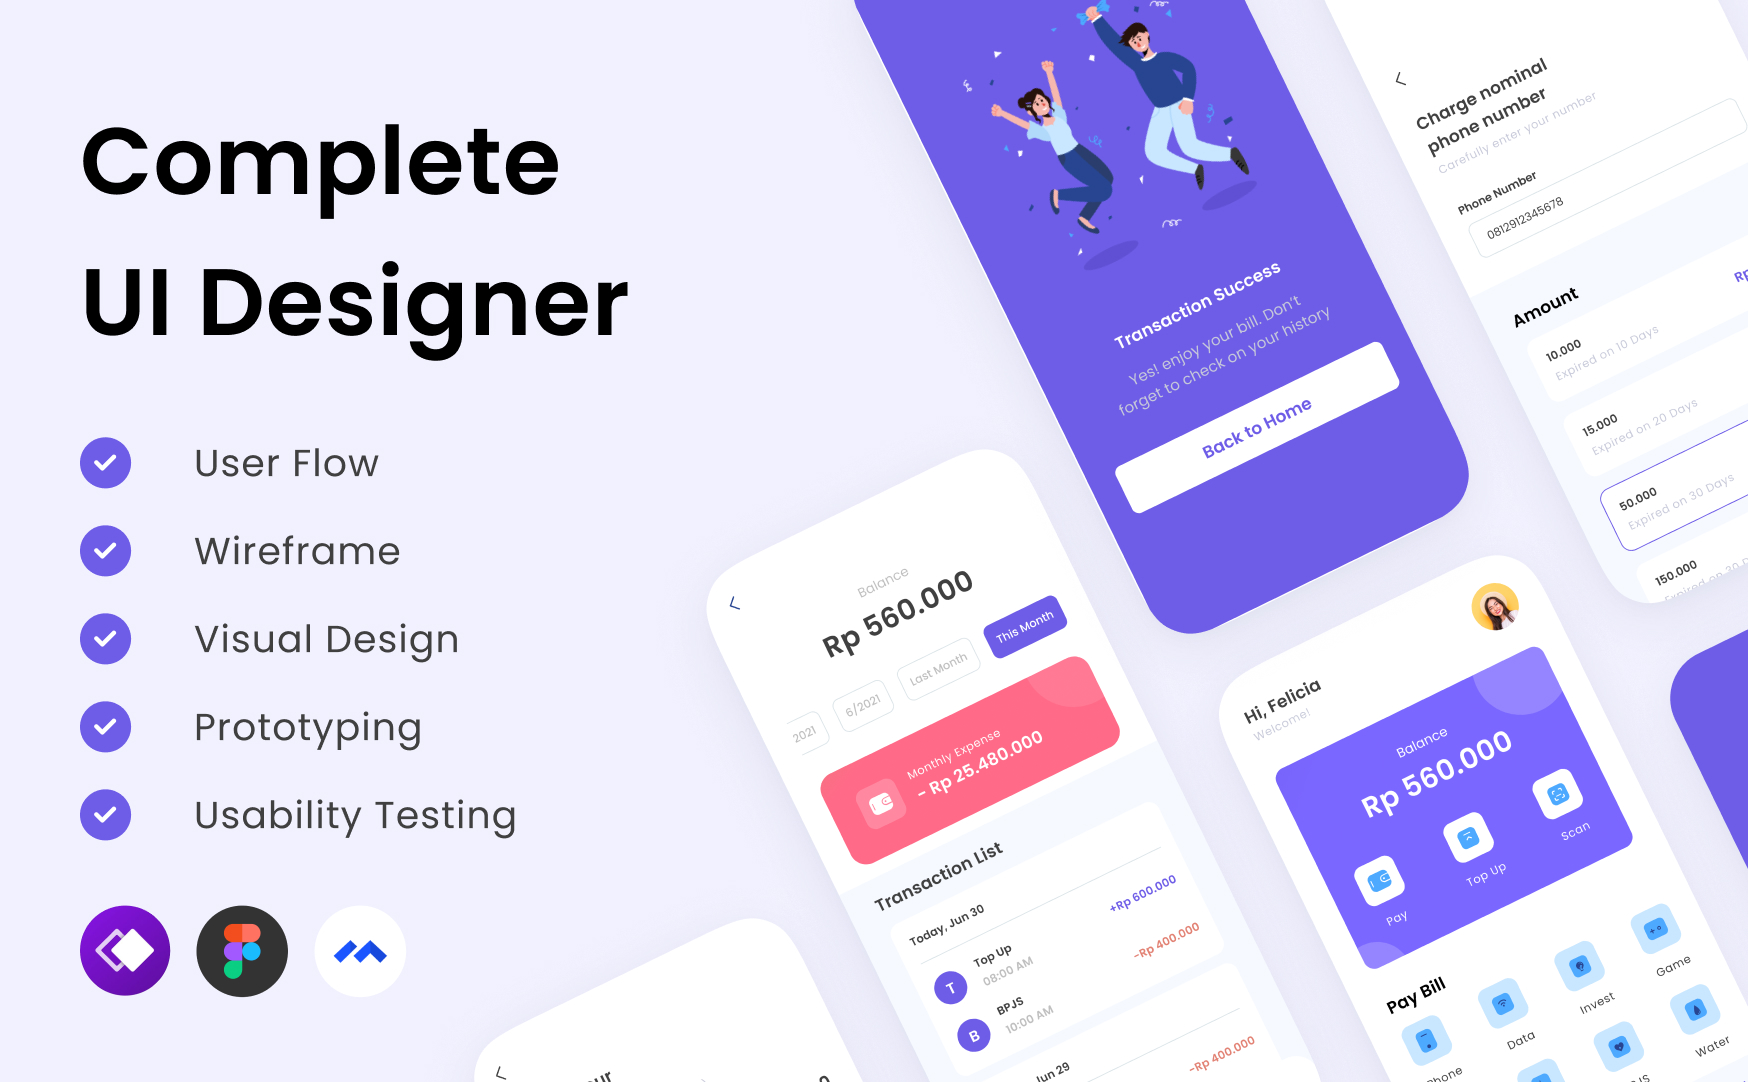 Complete
UI Designer
User Flow
Wireframe
Visual Design
Prototyping
Usability Testing
Transaction Success
Yes! enjoy your bill. Don't
forget to check on your history
Back to Home
Charge nominal
phone number
Carefully enter your number
Phone Number
0812912345678
Amount
Rp
10.000
Expired on 10 Days
15.000
Expired on 20 Days
50.000
Expired on 30 Days
150.000
Expired on 30
Balance
Rp 560.000
2021
6/2021
Last Month
This Month
Monthly Expense
- Rp 25.480.000
Transaction List
Today, Jun 30
T
Top Up
08:00 AM
+Rp 600.000
B
BPJS
10:00 AM
-Rp 400.000
Jun 29
-Rp 400.000
Hi, Felicia
Welcome!
Balance
Rp 560.000
Pay
Top Up
Scan
Pay Bill
Phone
Data
Invest
Game
Water